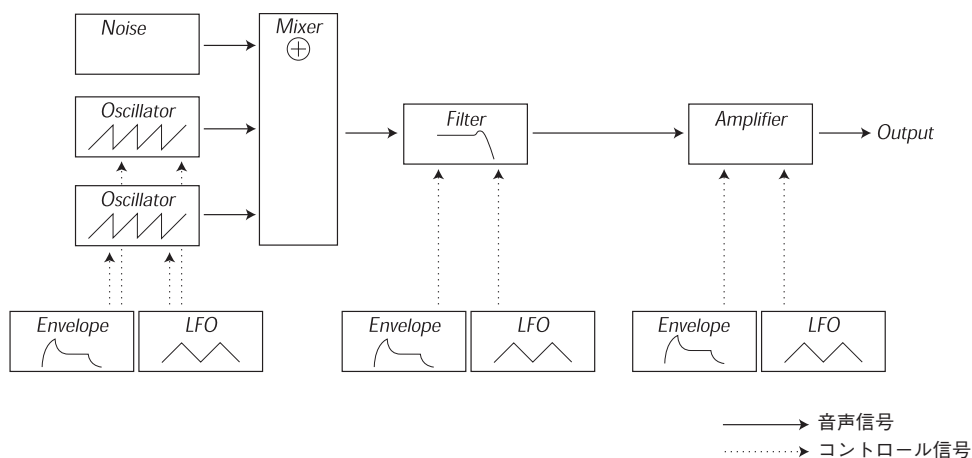 Noise
Mixer
Oscillator
Filter
Amplifier
Output
Oscillator
Envelope
LFO
Envelope
LFO
Envelope
LFO
音声信号
コントロール信号